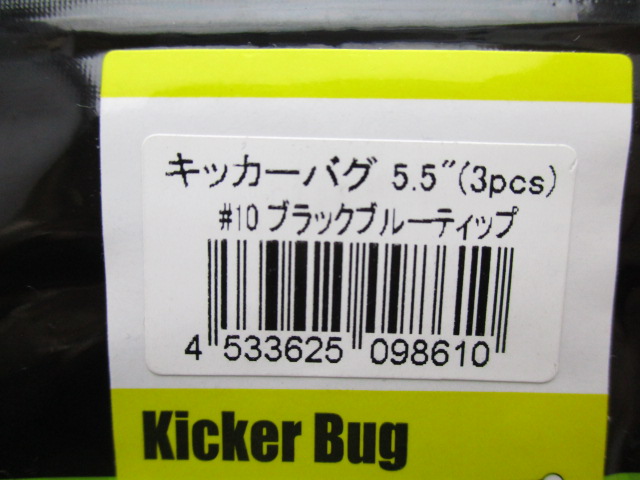 キッカーバグ 5.5"(3pcs)
#10 ブラックブルーティップ
4 533625 098610
Kicker Bug